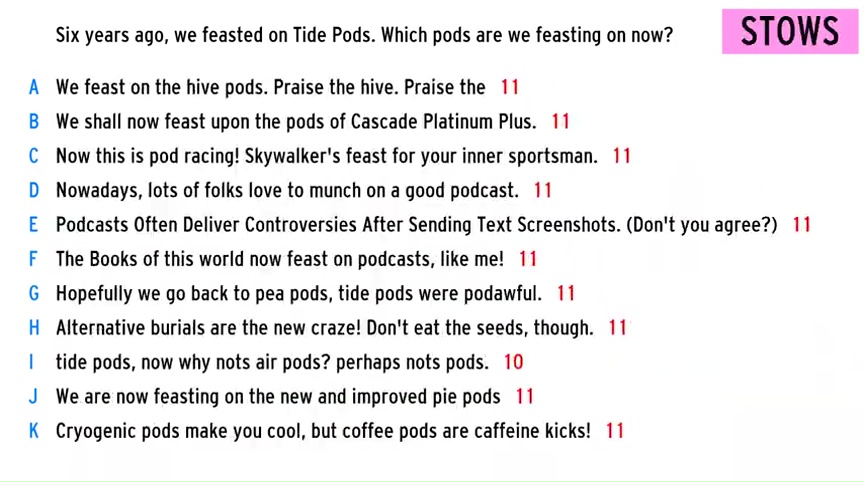 STOWS
Six years ago, we feasted on Tide Pods. Which pods are we feasting on now?
A We feast on the hive pods. Praise the hive. Praise the 11
B We shall now feast upon the pods of Cascade Platinum Plus. 11
C Now this is pod racing! Skywalker's feast for your inner sportsman. 11
D Nowadays, lots of folks love to munch on a good podcast. 11
E Podcasts Often Deliver Controversies After Sending Text Screenshots. (Don't you agree?) 11
F The Books of this world now feast on podcasts, like me! 11
G Hopefully we go back to pea pods, tide pods were podawful. 11
H Alternative burials are the new craze! Don't eat the seeds, though. 11
I tide pods, now why nots air pods? perhaps nots pods. 10
J We are now feasting on the new and improved pie pods 11
K Cryogenic pods make you cool, but coffee pods are caffeine kicks! 11